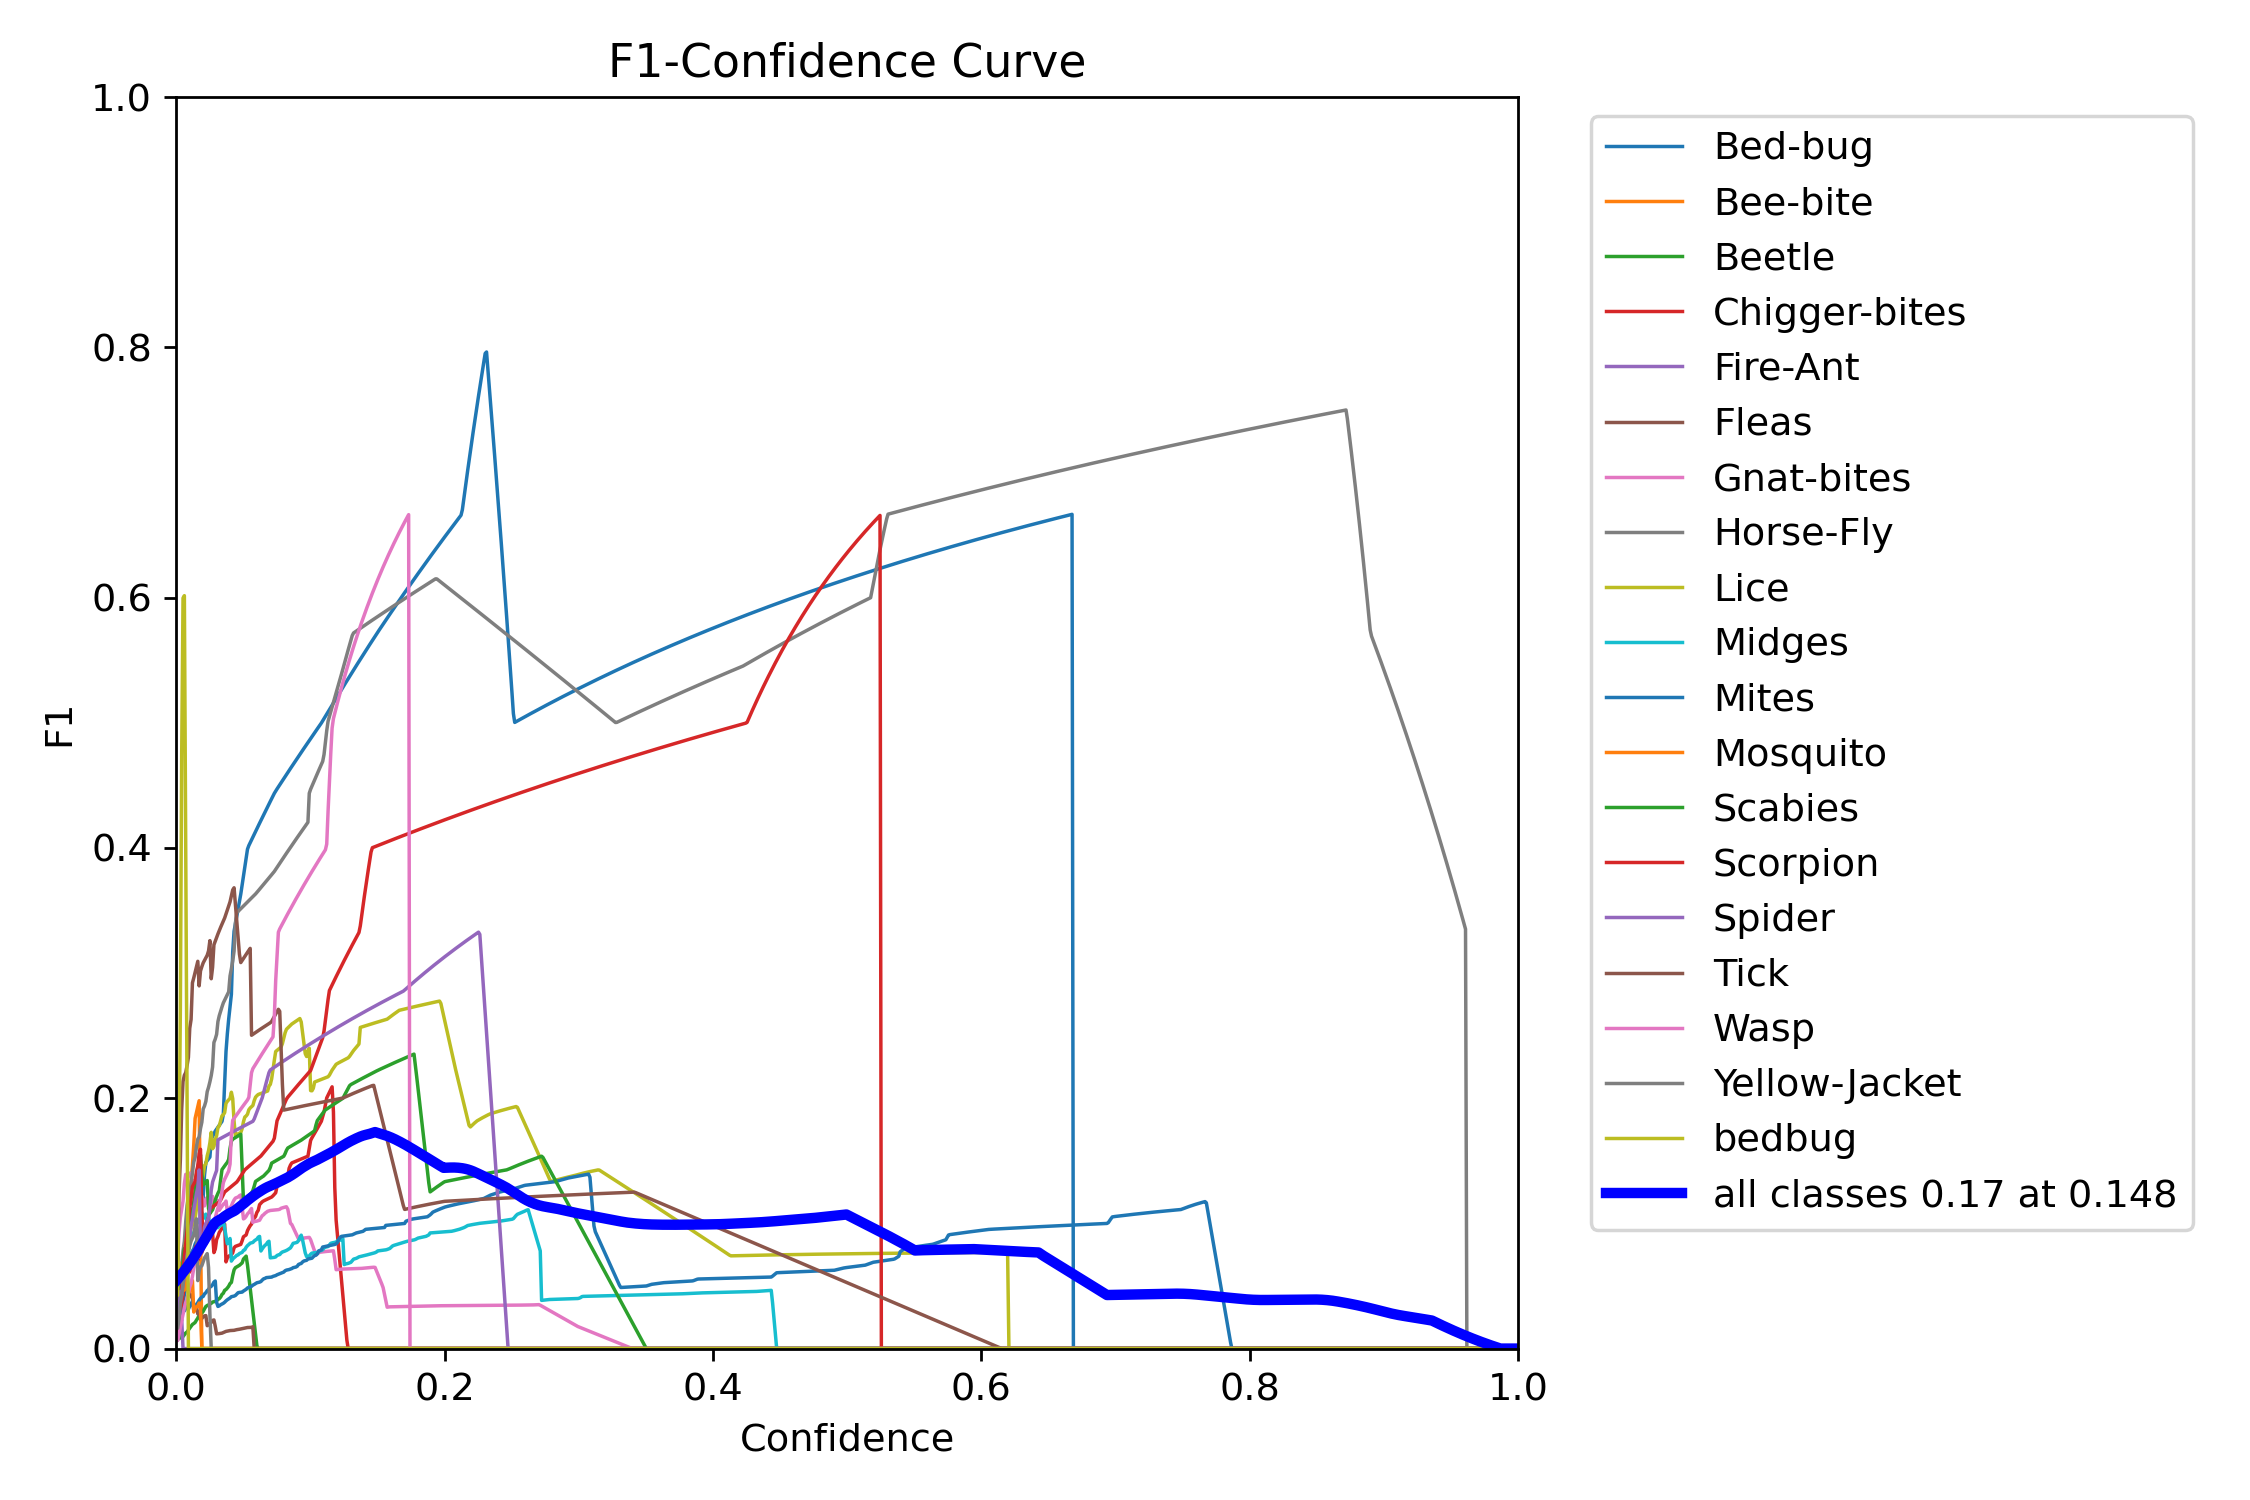 F1-Confidence Curve
1.0
0.8
0.6
0.4
0.2
0.0
F1
0.0 0.2 0.4 0.6 0.8 1.0
Confidence
Bed-bug
Bee-bite
Beetle
Chigger-bites
Fire-Ant
Fleas
Gnat-bites
Horse-Fly
Lice
Midges
Mites
Mosquito
Scabies
Scorpion
Spider
Tick
Wasp
Yellow-Jacket
bedbug
all classes 0.17 at 0.148